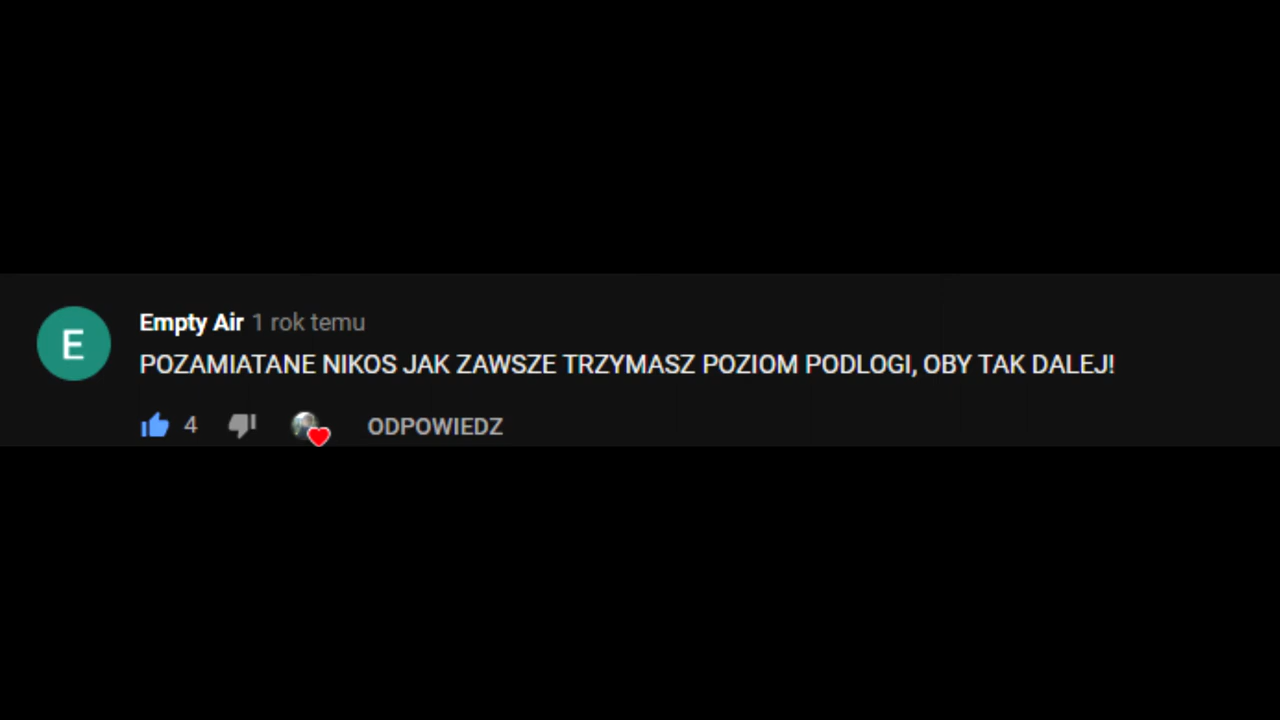 E
Empty Air 1 rok temu
POZAMIATANE NIKOS JAK ZAWSZE TRZYMASZ POZIOM PODLOGI, OBY TAK DALEJ!
4 ODPOWIEDZ